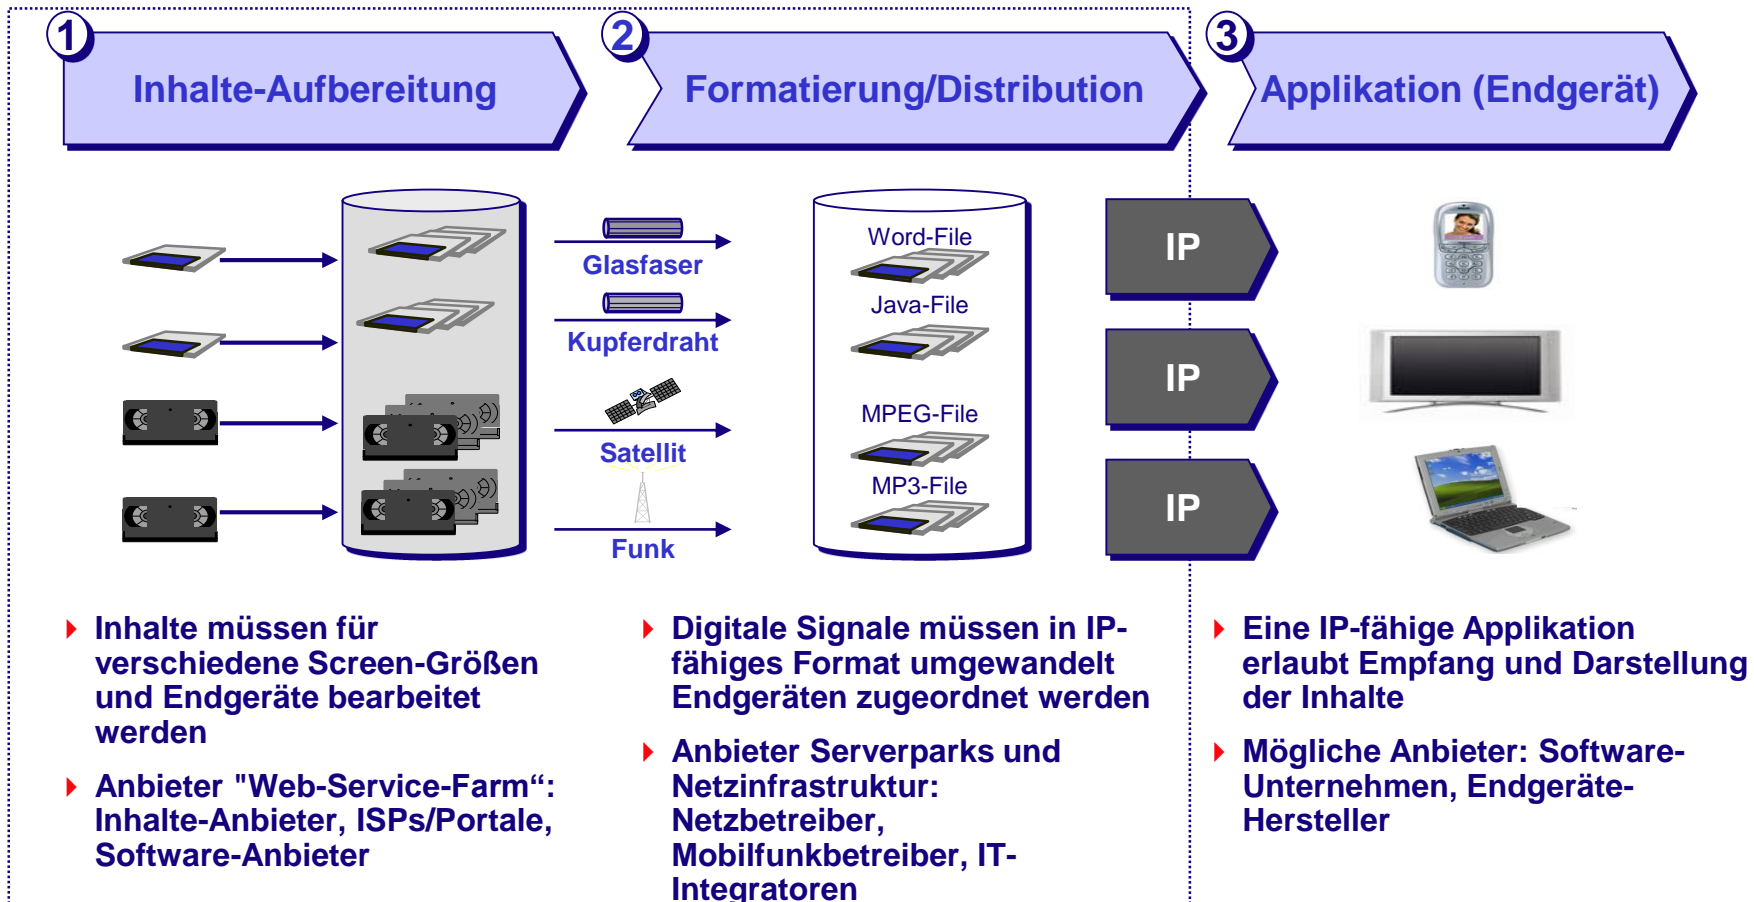 1
Inhalte-Aufbereitung
2
Formatierung/Distribution
3
Applikation (Endgerät)
Glasfaser
Kupferdraht
Satellit
Funk
Word-File
Java-File
MPEG-File
MP3-File
IP
IP
IP
Inhalte müssen für
verschiedene Screen-Größen
und Endgeräte bearbeitet
werden
Anbieter "Web-Service-Farm“:
Inhalte-Anbieter, ISPs/Portale,
Software-Anbieter
Digitale Signale müssen in IP-
fähiges Format umgewandelt
Endgeräten zugeordnet werden
Anbieter Serverparks und
Netzinfrastruktur:
Netzbetreiber,
Mobilfunkbetreiber, IT-
Integratoren
Eine IP-fähige Applikation
erlaubt Empfang und Darstellung
der Inhalte
Mögliche Anbieter: Software-
Unternehmen, Endgeräte-
Hersteller